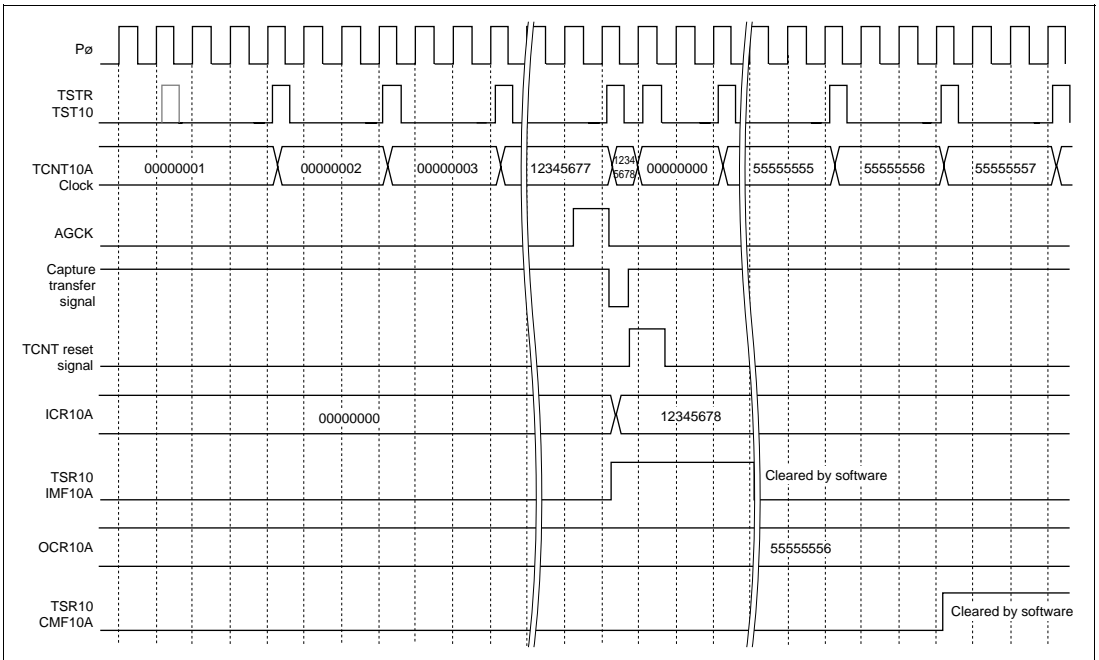 Pø
TSTR
TST10
TCNT10A
Clock
00000001
00000002
00000003
12345677
1234
5678
00000000
55555555
55555556
55555557
AGCK
Capture
transfer
signal
TCNT reset
signal
ICR10A
00000000
12345678
TSR10
IMF10A
Cleared by software
OCR10A
55555556
TSR10
CMF10A
Cleared by software